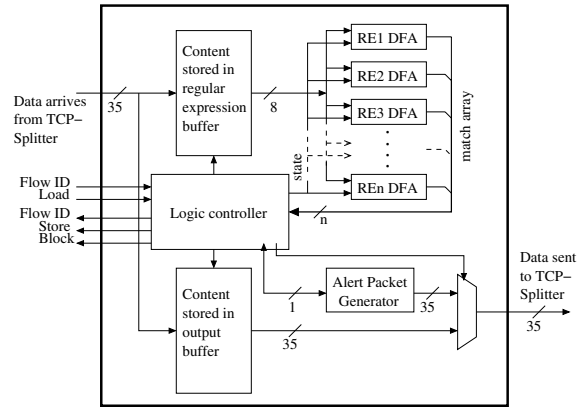 Content
stored in
regular
expression
buffer
RE1 DFA
RE2 DFA
RE3 DFA
REn DFA
match array
state
35
8
Data arrives
from TCP−
Splitter
Flow ID
Load
Flow ID
Store
Block
Logic controller
n
Content
stored in
output
buffer
1
Alert Packet
Generator
35
35
Data sent
to TCP−
Splitter
35